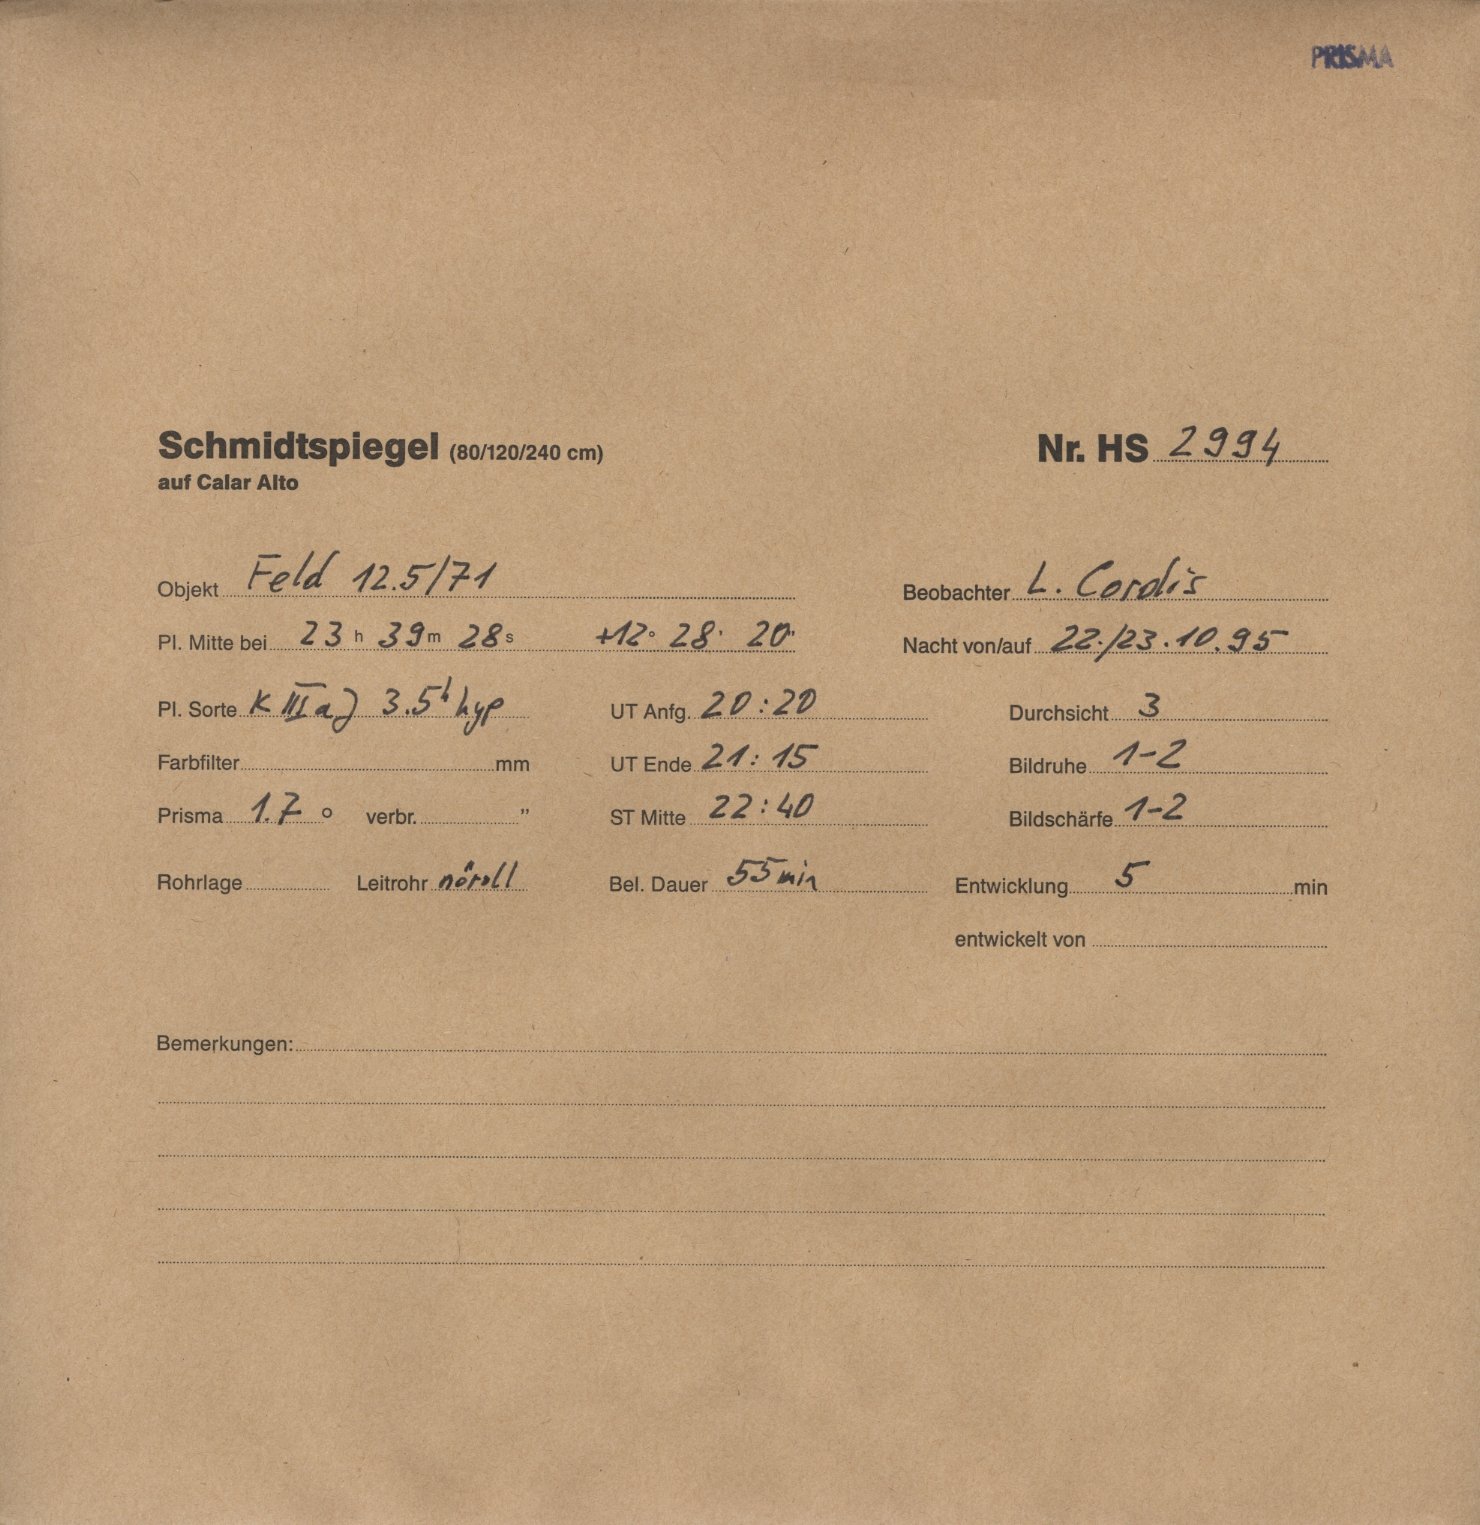 PRISMA
Schmidtspiegel (80/120/240 cm) Nr. HS 2994
auf Calar Alto
Objekt Feld 12.5/71 Beobachter L. Cordis
Pl. Mitte bei 23 h 39 m 28 s +12° 28' 20" Nacht von/auf 22./23.10.95
Pl. Sorte K IIIaJ 3.5h hyp UT Anfg. 20:20 Durchsicht 3
Farbfilter mm UT Ende 21:15 Bildruhe 1-2
Prisma 1.7 ° verbr. " ST Mitte 22:40 Bildschärfe 1-2
Rohrlage Leitrohr Bel. Dauer 55 min Entwicklung 5 min
entwickelt von
Bemerkungen: